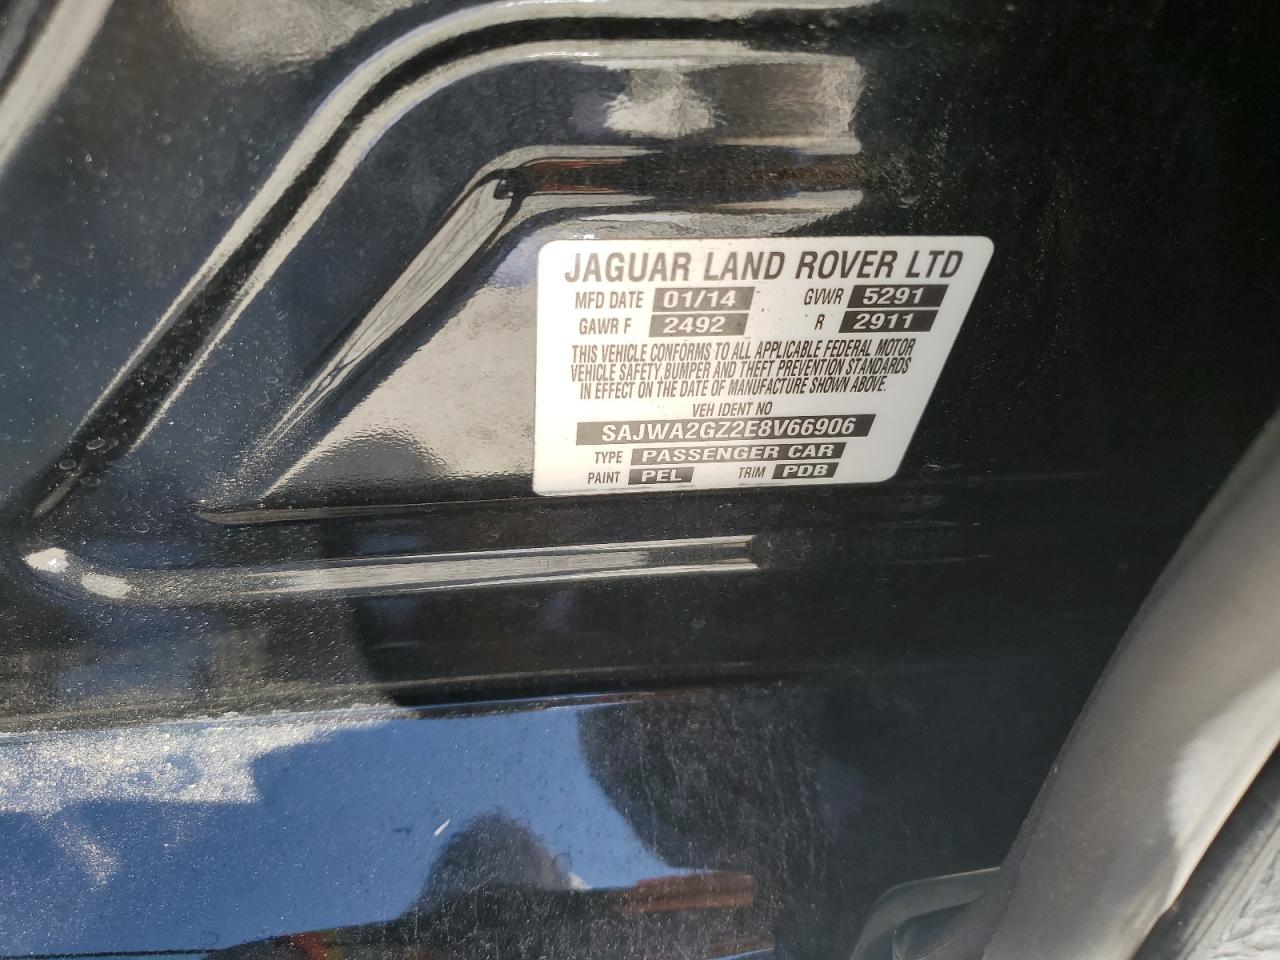 JAGUAR LAND ROVER LTD
MFD DATE 01/14 GVWR 5291
GAWR F 2492 R 2911
THIS VEHICLE CONFORMS TO ALL APPLICABLE FEDERAL MOTOR
VEHICLE SAFETY, BUMPER AND THEFT PREVENTION STANDARDS
IN EFFECT ON THE DATE OF MANUFACTURE SHOWN ABOVE.
VEH IDENT NO
SAJWA2GZ2E8V66906
TYPE PASSENGER CAR
PAINT PEL TRIM PDB